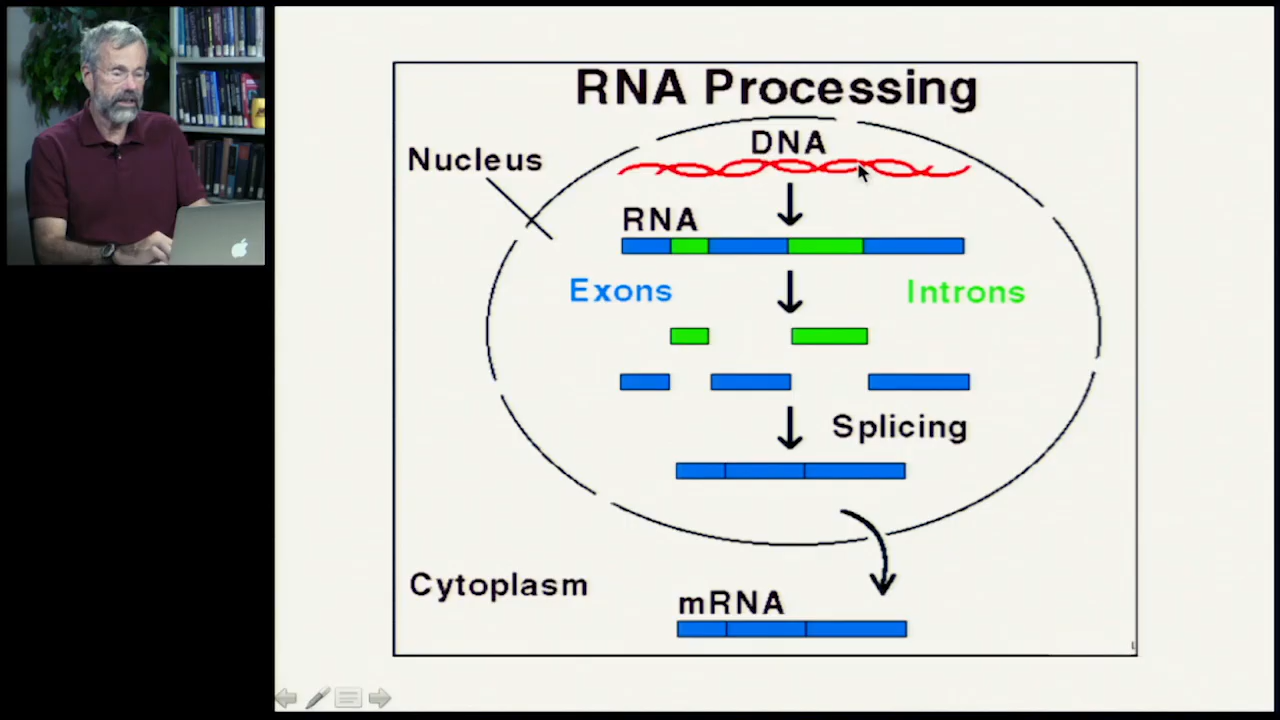 RNA Processing
DNA
Nucleus
RNA
Exons
Introns
Splicing
Cytoplasm
mRNA